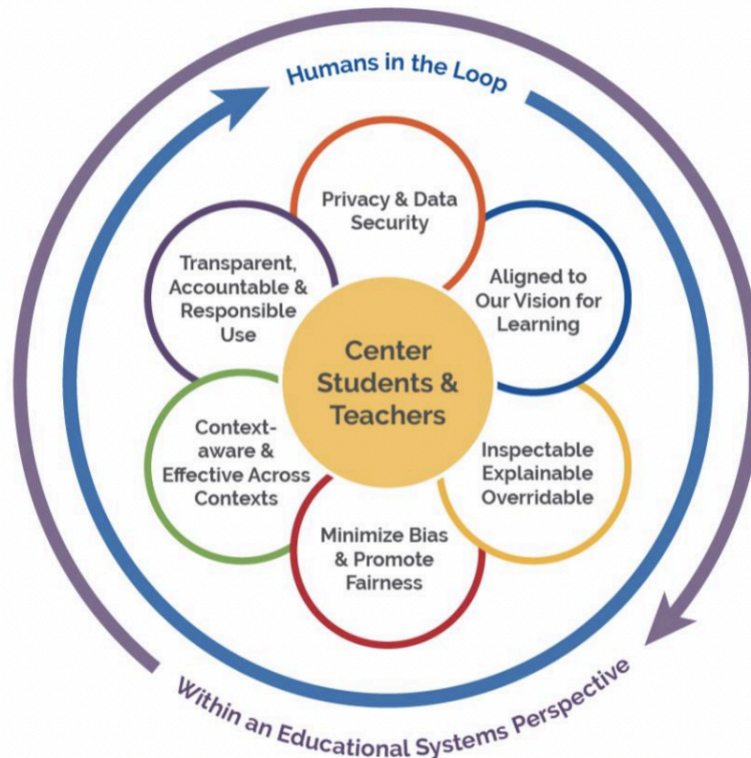 Humans in the Loop
Privacy & Data
Security
Aligned to
Our Vision for
Learning
Inspectable
Explainable
Overridable
Minimize Bias
& Promote
Fairness
Context-
aware &
Effective Across
Contexts
Transparent,
Accountable &
Responsible
Use
Center
Students &
Teachers
Within an Educational Systems Perspective